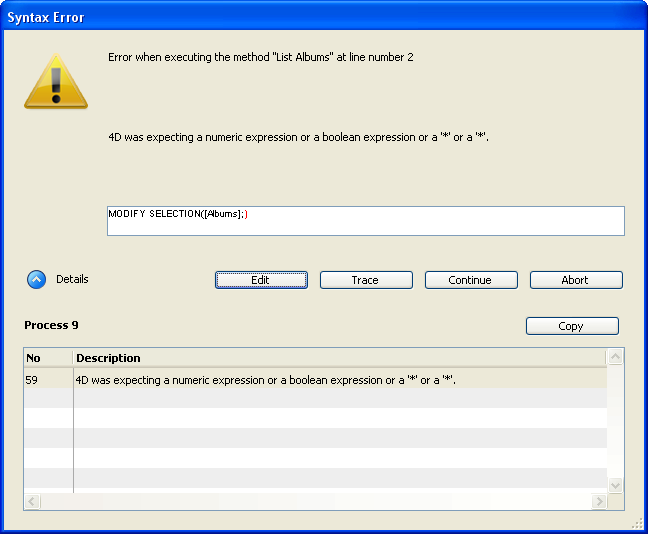 Syntax Error
Error when executing the method "List Albums" at line number 2
4D was expecting a numeric expression or a boolean expression or a '*' or a '*'.
MODIFY SELECTION([Albums];)
Details
Edit
Trace
Continue
Abort
Process 9
Copy
No Description
59 4D was expecting a numeric expression or a boolean expression or a '*' or a '*'.